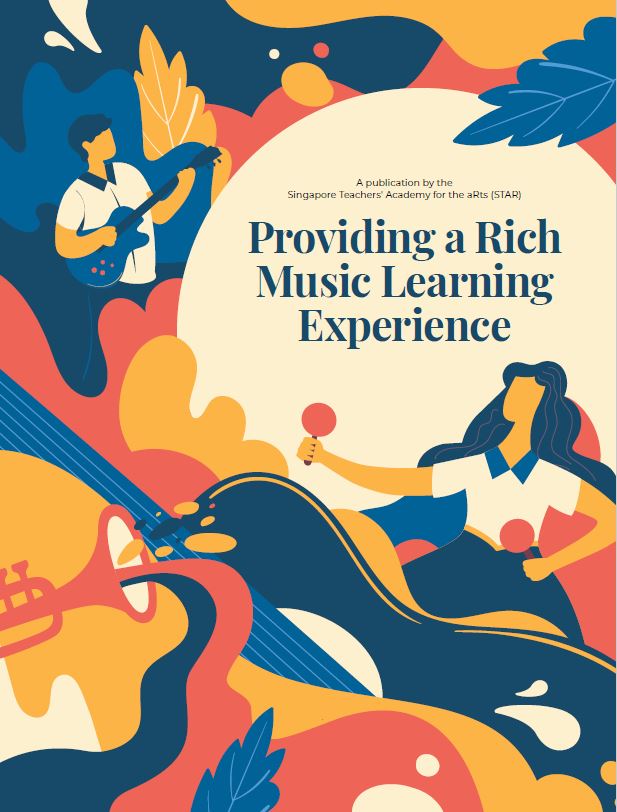 A publication by the
Singapore Teachers' Academy for the aRts (STAR)
Providing a Rich
Music Learning
Experience